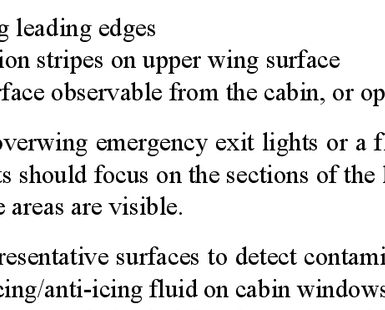 g leading edges
ion stripes on upper wing surface
rface observable from the cabin, or op
overwing emergency exit lights or a f
ts should focus on the sections of the
e areas are visible.
resentative surfaces to detect contami
cing/anti-icing fluid on cabin windows